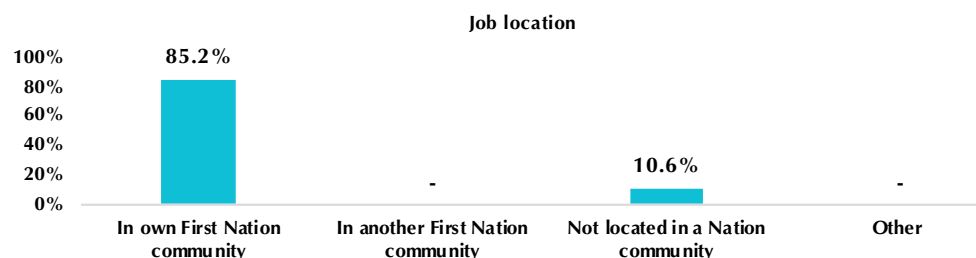 Job location
100%
80%
60%
40%
20%
0%
85.2%
-
10.6%
-
In own First Nation
community
In another First Nation
community
Not located in a Nation
community
Other